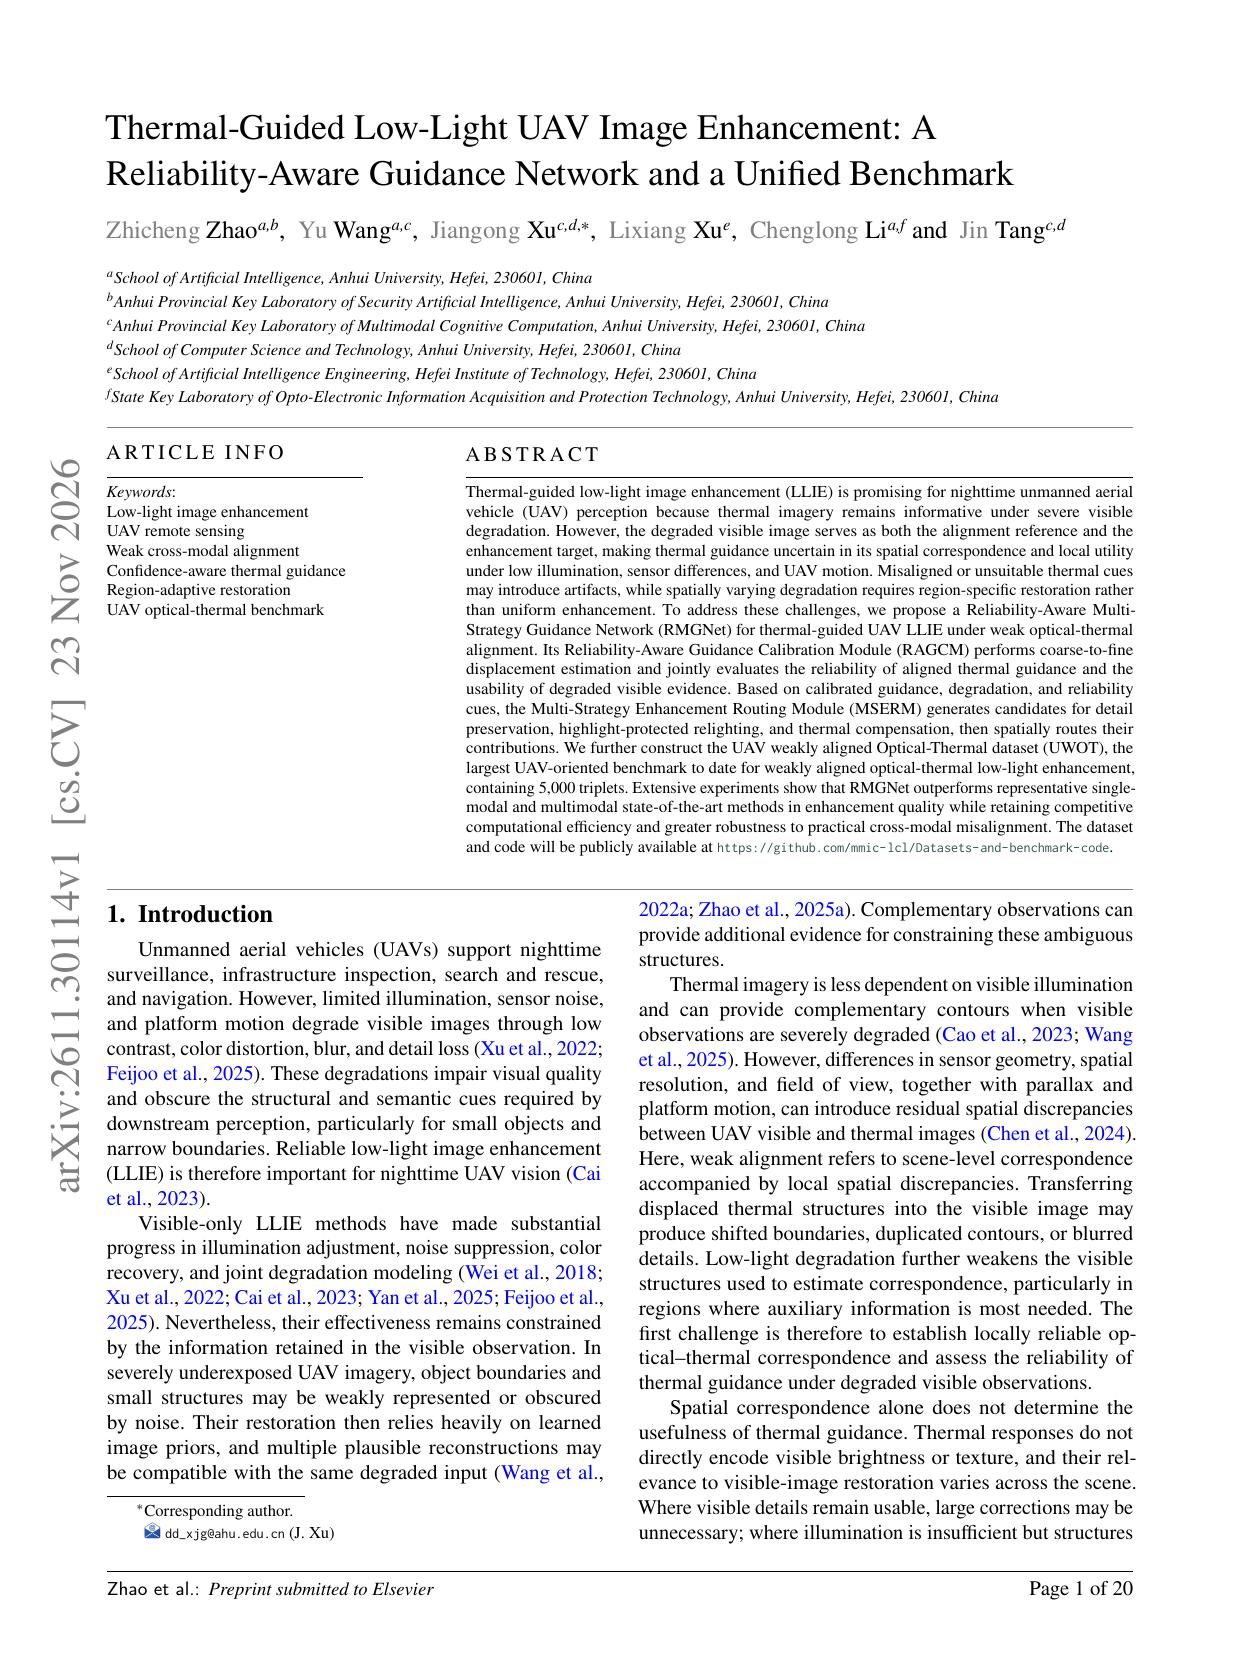 Thermal-Guided Low-Light UAV Image Enhancement: A
Reliability-Aware Guidance Network and a Unified Benchmark
Zhicheng Zhao^a,b, Yu Wang^a,c, Jiangong Xu^c,d,∗, Lixiang Xu^e, Chenglong Li^a,f and Jin Tang^c,d
^aSchool of Artificial Intelligence, Anhui University, Hefei, 230601, China
^bAnhui Provincial Key Laboratory of Security Artificial Intelligence, Anhui University, Hefei, 230601, China
^cAnhui Provincial Key Laboratory of Multimodal Cognitive Computation, Anhui University, Hefei, 230601, China
^dSchool of Computer Science and Technology, Anhui University, Hefei, 230601, China
^eSchool of Artificial Intelligence Engineering, Hefei Institute of Technology, Hefei, 230601, China
^fState Key Laboratory of Opto-Electronic Information Acquisition and Protection Technology, Anhui University, Hefei, 230601, China
arXiv:2611.30114v1 [cs.CV] 23 Nov 2026
ARTICLE INFO
Keywords:
Low-light image enhancement
UAV remote sensing
Weak cross-modal alignment
Confidence-aware thermal guidance
Region-adaptive restoration
UAV optical-thermal benchmark
ABSTRACT
Thermal-guided low-light image enhancement (LLIE) is promising for nighttime unmanned aerial
vehicle (UAV) perception because thermal imagery remains informative under severe visible
degradation. However, the degraded visible image serves as both the alignment reference and the
enhancement target, making thermal guidance uncertain in its spatial correspondence and local utility
under low illumination, sensor differences, and UAV motion. Misaligned or unsuitable thermal cues
may introduce artifacts, while spatially varying degradation requires region-specific restoration rather
than uniform enhancement. To address these challenges, we propose a Reliability-Aware Multi-
Strategy Guidance Network (RMGNet) for thermal-guided UAV LLIE under weak optical-thermal
alignment. Its Reliability-Aware Guidance Calibration Module (RAGCM) performs coarse-to-fine
displacement estimation and jointly evaluates the reliability of aligned thermal guidance and the
usability of degraded visible evidence. Based on calibrated guidance, degradation, and reliability
cues, the Multi-Strategy Enhancement Routing Module (MSERM) generates candidates for detail
preservation, highlight-protected relighting, and thermal compensation, then spatially routes their
contributions. We further construct the UAV weakly aligned Optical-Thermal dataset (UWOT), the
largest UAV-oriented benchmark to date for weakly aligned optical-thermal low-light enhancement,
containing 5,000 triplets. Extensive experiments show that RMGNet outperforms representative single-
modal and multimodal state-of-the-art methods in enhancement quality while retaining competitive
computational efficiency and greater robustness to practical cross-modal misalignment. The dataset
and code will be publicly available at https://github.com/mmic-lcl/Datasets-and-benchmark-code.
1. Introduction
Unmanned aerial vehicles (UAVs) support nighttime
surveillance, infrastructure inspection, search and rescue,
and navigation. However, limited illumination, sensor noise,
and platform motion degrade visible images through low
contrast, color distortion, blur, and detail loss (Xu et al., 2022;
Feijoo et al., 2025). These degradations impair visual quality
and obscure the structural and semantic cues required by
downstream perception, particularly for small objects and
narrow boundaries. Reliable low-light image enhancement
(LLIE) is therefore important for nighttime UAV vision (Cai
et al., 2023).
Visible-only LLIE methods have made substantial
progress in illumination adjustment, noise suppression, color
recovery, and joint degradation modeling (Wei et al., 2018;
Xu et al., 2022; Cai et al., 2023; Yan et al., 2025; Feijoo et al.,
2025). Nevertheless, their effectiveness remains constrained
by the information retained in the visible observation. In
severely underexposed UAV imagery, object boundaries and
small structures may be weakly represented or obscured
by noise. Their restoration then relies heavily on learned
image priors, and multiple plausible reconstructions may
be compatible with the same degraded input (Wang et al.,
∗Corresponding author.
dd_xjg@ahu.edu.cn (J. Xu)
2022a; Zhao et al., 2025a). Complementary observations can
provide additional evidence for constraining these ambiguous
structures.
Thermal imagery is less dependent on visible illumination
and can provide complementary contours when visible
observations are severely degraded (Cao et al., 2023; Wang
et al., 2025). However, differences in sensor geometry, spatial
resolution, and field of view, together with parallax and
platform motion, can introduce residual spatial discrepancies
between UAV visible and thermal images (Chen et al., 2024).
Here, weak alignment refers to scene-level correspondence
accompanied by local spatial discrepancies. Transferring
displaced thermal structures into the visible image may
produce shifted boundaries, duplicated contours, or blurred
details. Low-light degradation further weakens the visible
structures used to estimate correspondence, particularly in
regions where auxiliary information is most needed. The
first challenge is therefore to establish locally reliable op-
tical–thermal correspondence and assess the reliability of
thermal guidance under degraded visible observations.
Spatial correspondence alone does not determine the
usefulness of thermal guidance. Thermal responses do not
directly encode visible brightness or texture, and their rel-
evance to visible-image restoration varies across the scene.
Where visible details remain usable, large corrections may be
unnecessary; where illumination is insufficient but structures
Zhao et al.: Preprint submitted to Elsevier
Page 1 of 20